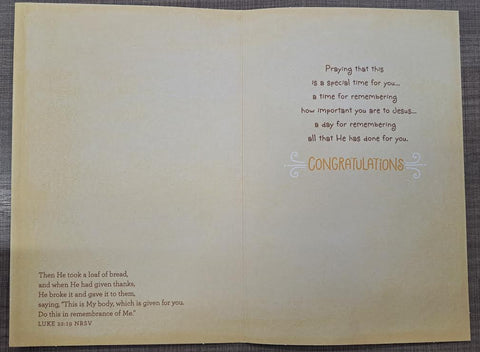 Praying that this
is a special time for you...
a time for remembering
how important you are to Jesus...
a day for remembering
all that He has done for you.
CONGRATULATIONS
Then He took a loaf of bread,
and when He had given thanks,
He broke it and gave it to them,
saying, "This is My body, which is given for you.
Do this in remembrance of Me."
LUKE 22:19 NRSV